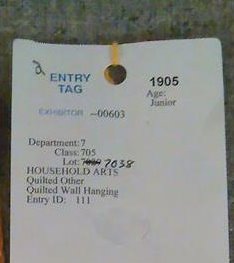 2
ENTRY
TAG
1905
Age:
Junior
EXHIBITOR --00603
Department: 7
Class: 705
Lot: 7038
HOUSEHOLD ARTS
Quilted Other
Quilted Wall Hanging
Entry ID: 111